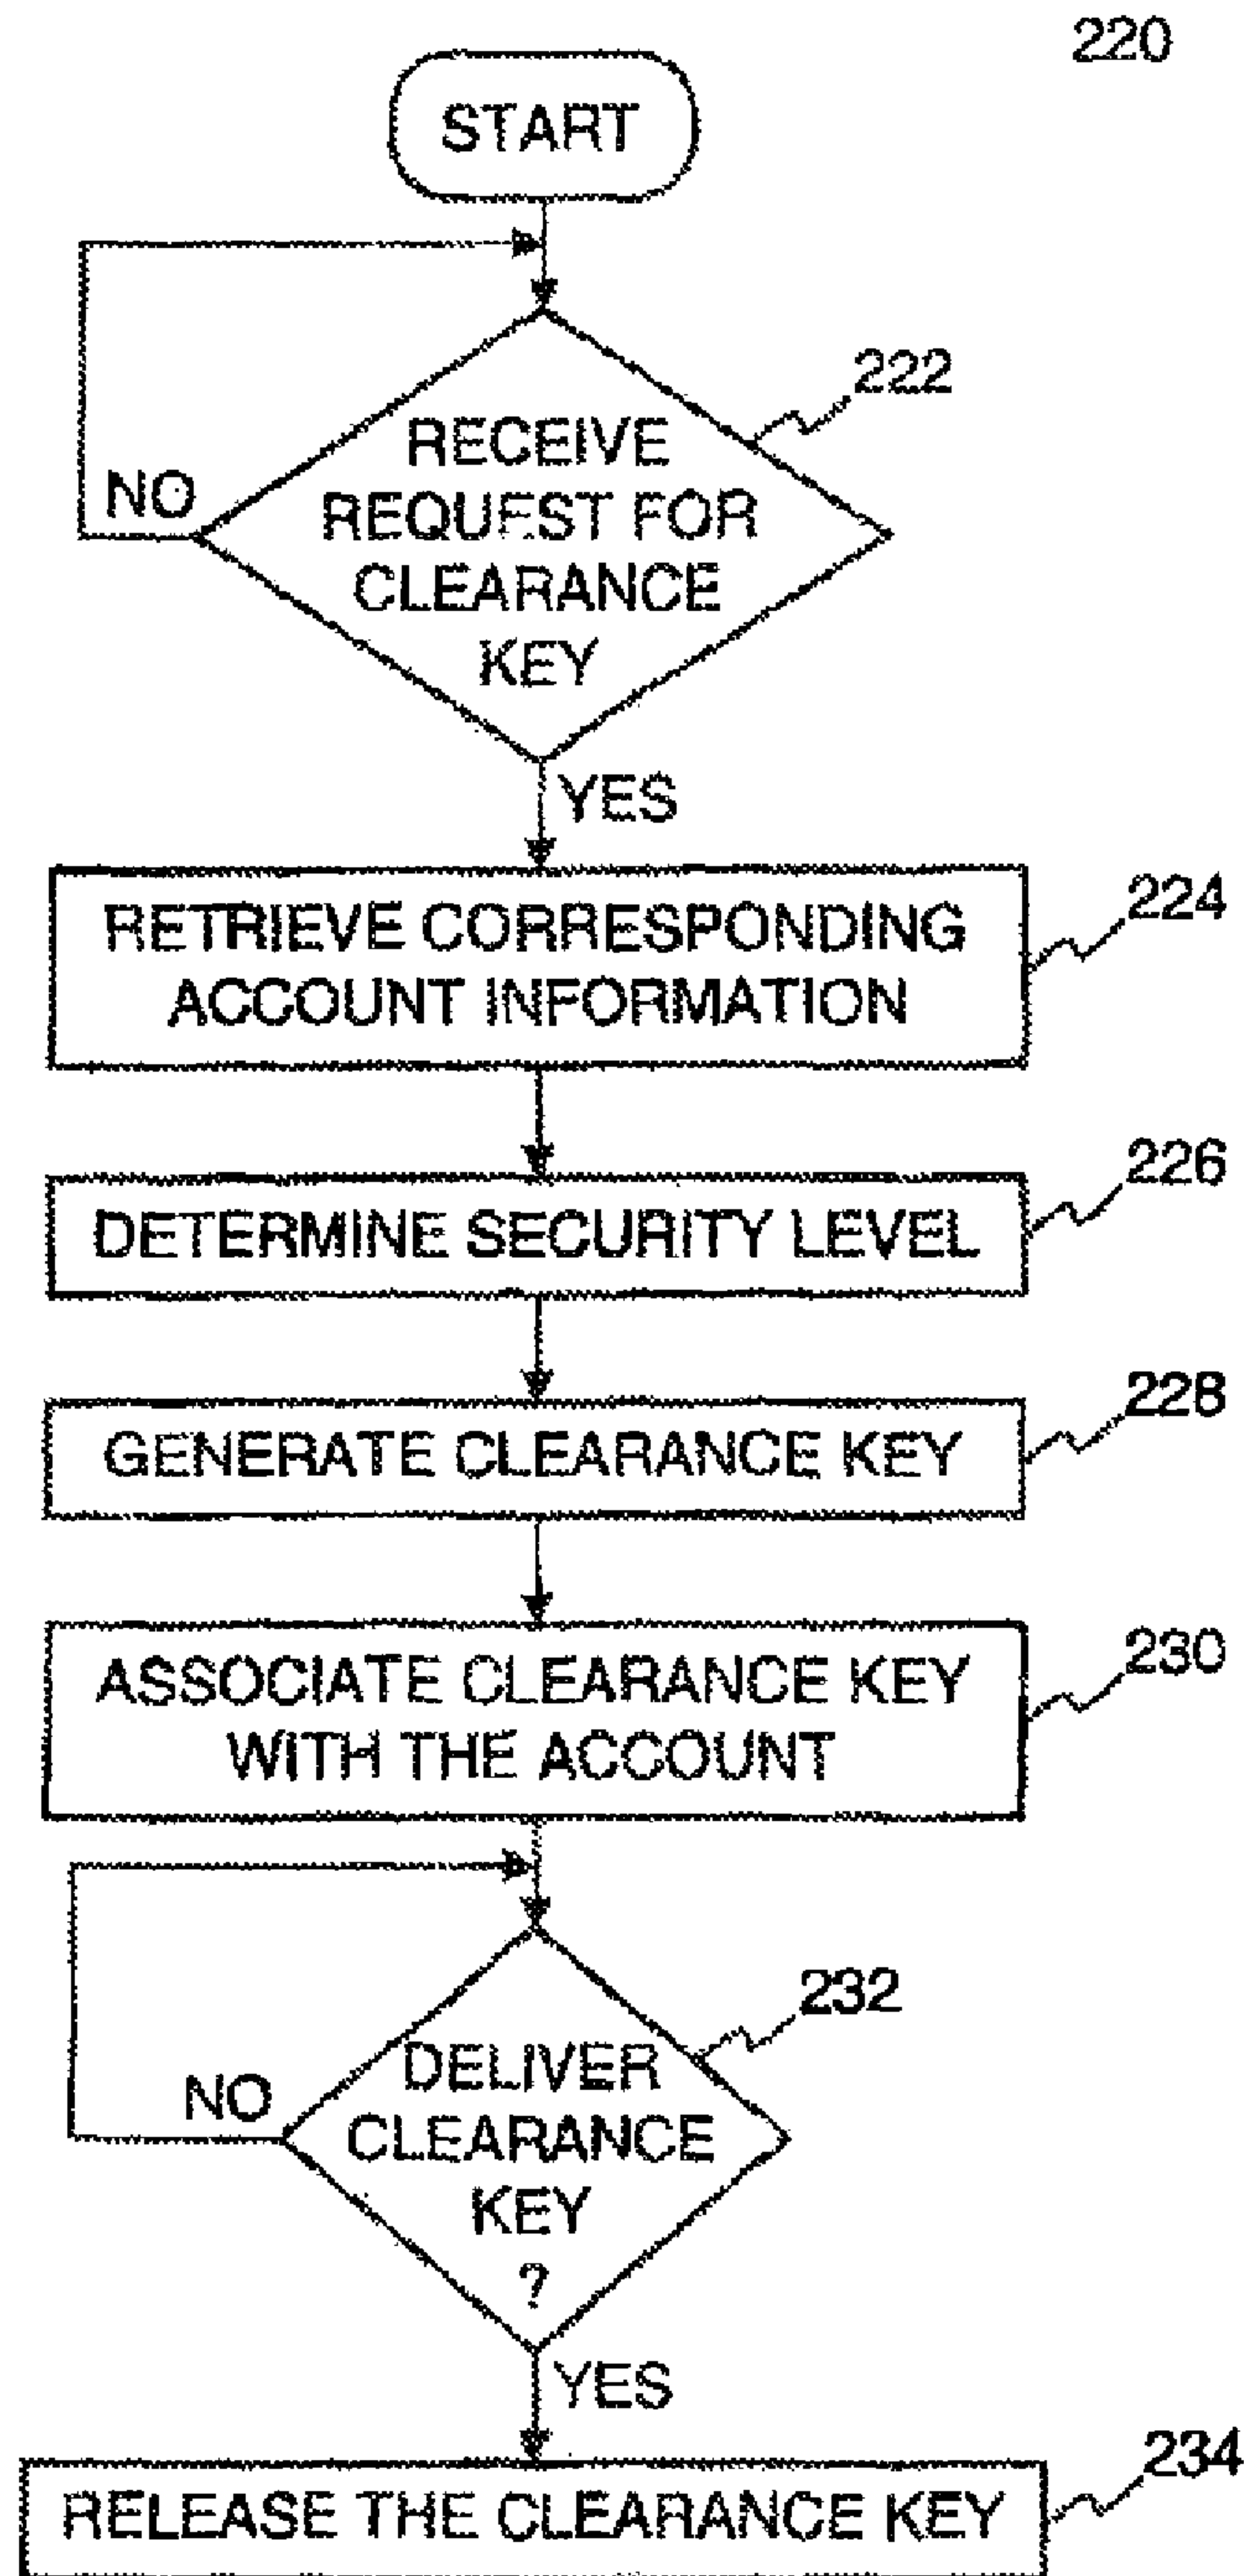 220
START
222
RECEIVE
REQUEST FOR
CLEARANCE
KEY
NO
YES
224
RETRIEVE CORRESPONDING
ACCOUNT INFORMATION
226
DETERMINE SECURITY LEVEL
228
GENERATE CLEARANCE KEY
230
ASSOCIATE CLEARANCE KEY
WITH THE ACCOUNT
232
DELIVER
CLEARANCE
KEY
?
NO
YES
234
RELEASE THE CLEARANCE KEY